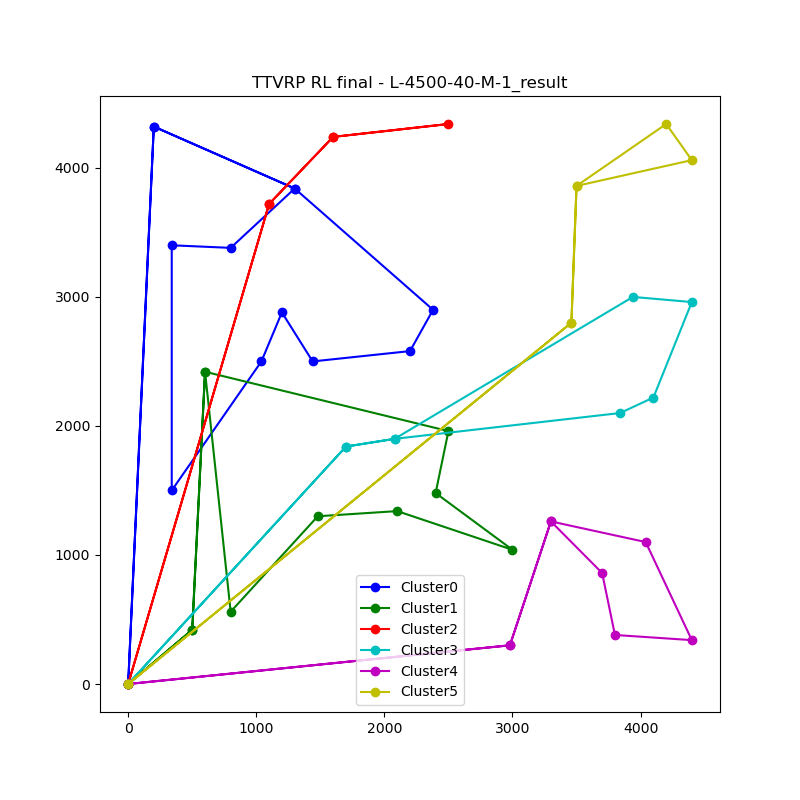 TTVRP RL final - L-4500-40-M-1_result
4000
3000
2000
1000
0
Cluster0
Cluster1
Cluster2
Cluster3
Cluster4
Cluster5
0 1000 2000 3000 4000